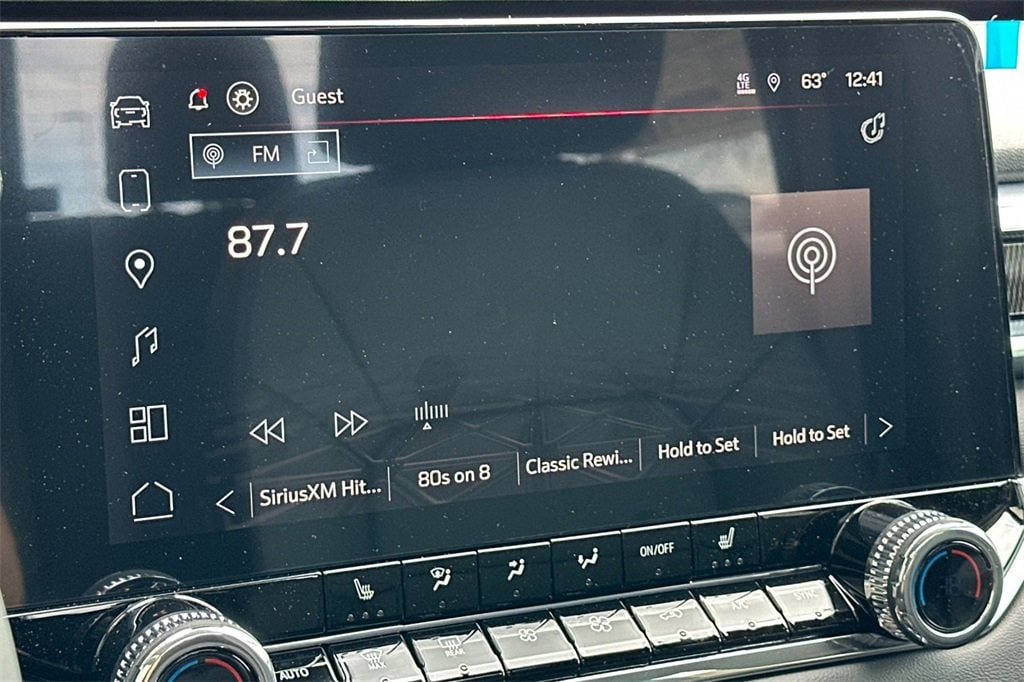 Guest
4G
LTE
63° 12:41
FM
87.7
SiriusXM Hit... 80s on 8 Classic Rewi... Hold to Set Hold to Set
ON/OFF
AUTO
MAX
REAR
A/C
SYNC